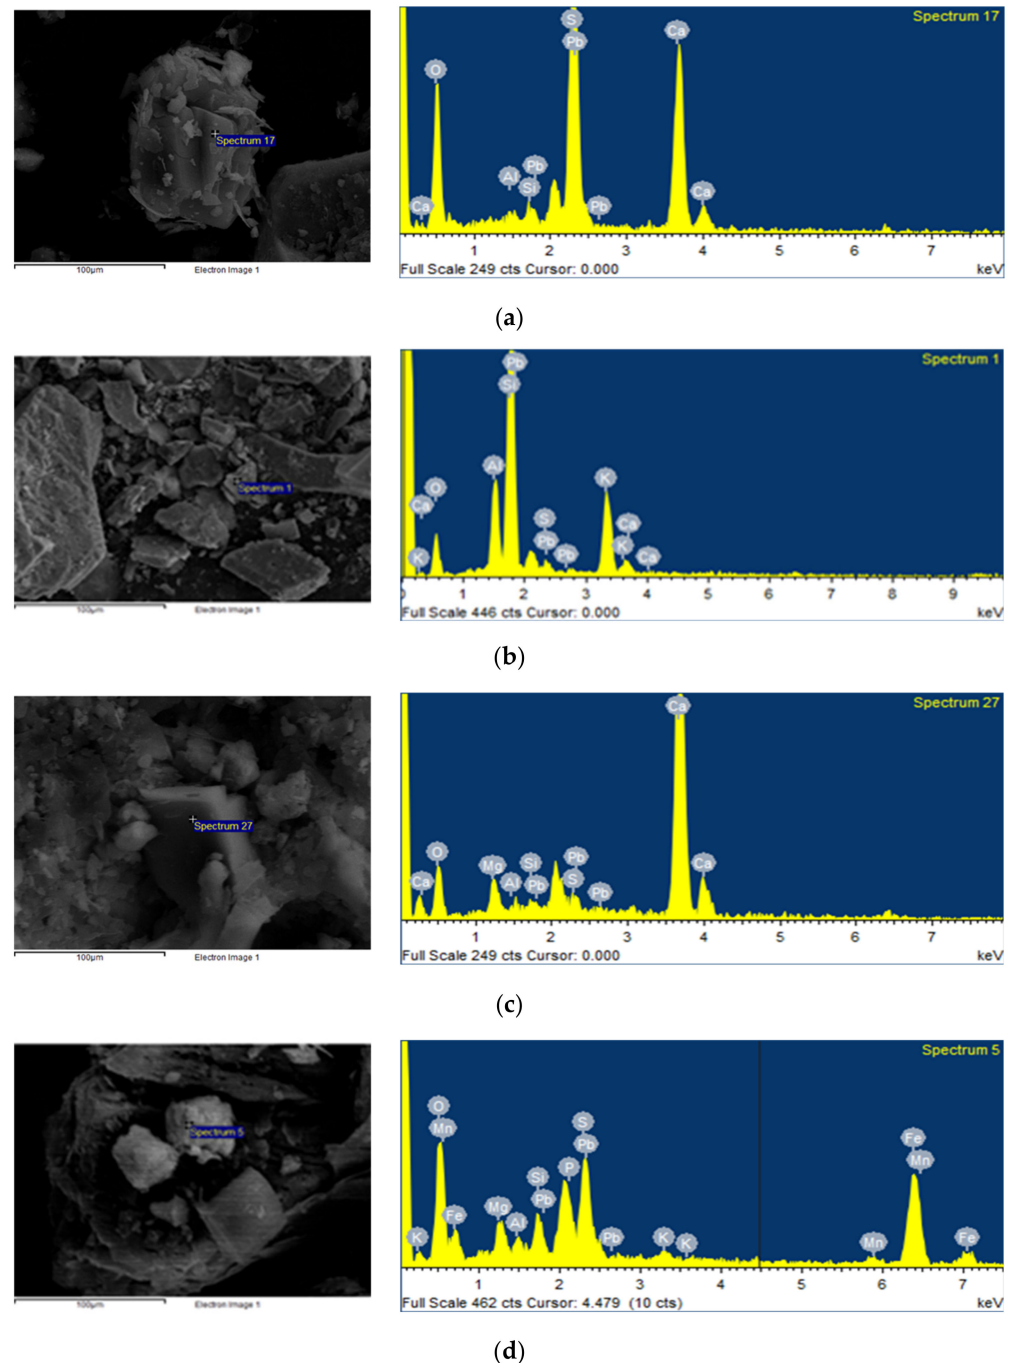 Spectrum 17
S
Ca
Pb
O
Spectrum 17
Pb
Al
Si
Ca
Pb
Ca
1 2 3 4 5 6 7
100µm Electron Image 1
Full Scale 249 cts Cursor: 0.000 keV
(a)
Spectrum 1
Pb
Si
Al
K
O
Spectrum 1
Ca
S
Ca
Pb
K
K
Pb
Ca
0 1 2 3 4 5 6 7 8 9
100µm Electron Image 1
Full Scale 446 cts Cursor: 0.000 keV
(b)
Spectrum 27
Ca
Spectrum 27
O
Mg
Si
Pb
Ca
Ca
Al
Pb
S
Pb
1 2 3 4 5 6 7
100µm Electron Image 1
Full Scale 249 cts Cursor: 0.000 keV
(c)
Spectrum 5
O
S
Mn
Pb
Fe
Spectrum 5
P
Mn
Si
Mg
Pb
Fe
Al
K
Pb
K
K
Mn
Fe
1 2 3 4 5 6 7
100µm Electron Image 1
Full Scale 462 cts Cursor: 4.479 (10 cts) keV
(d)